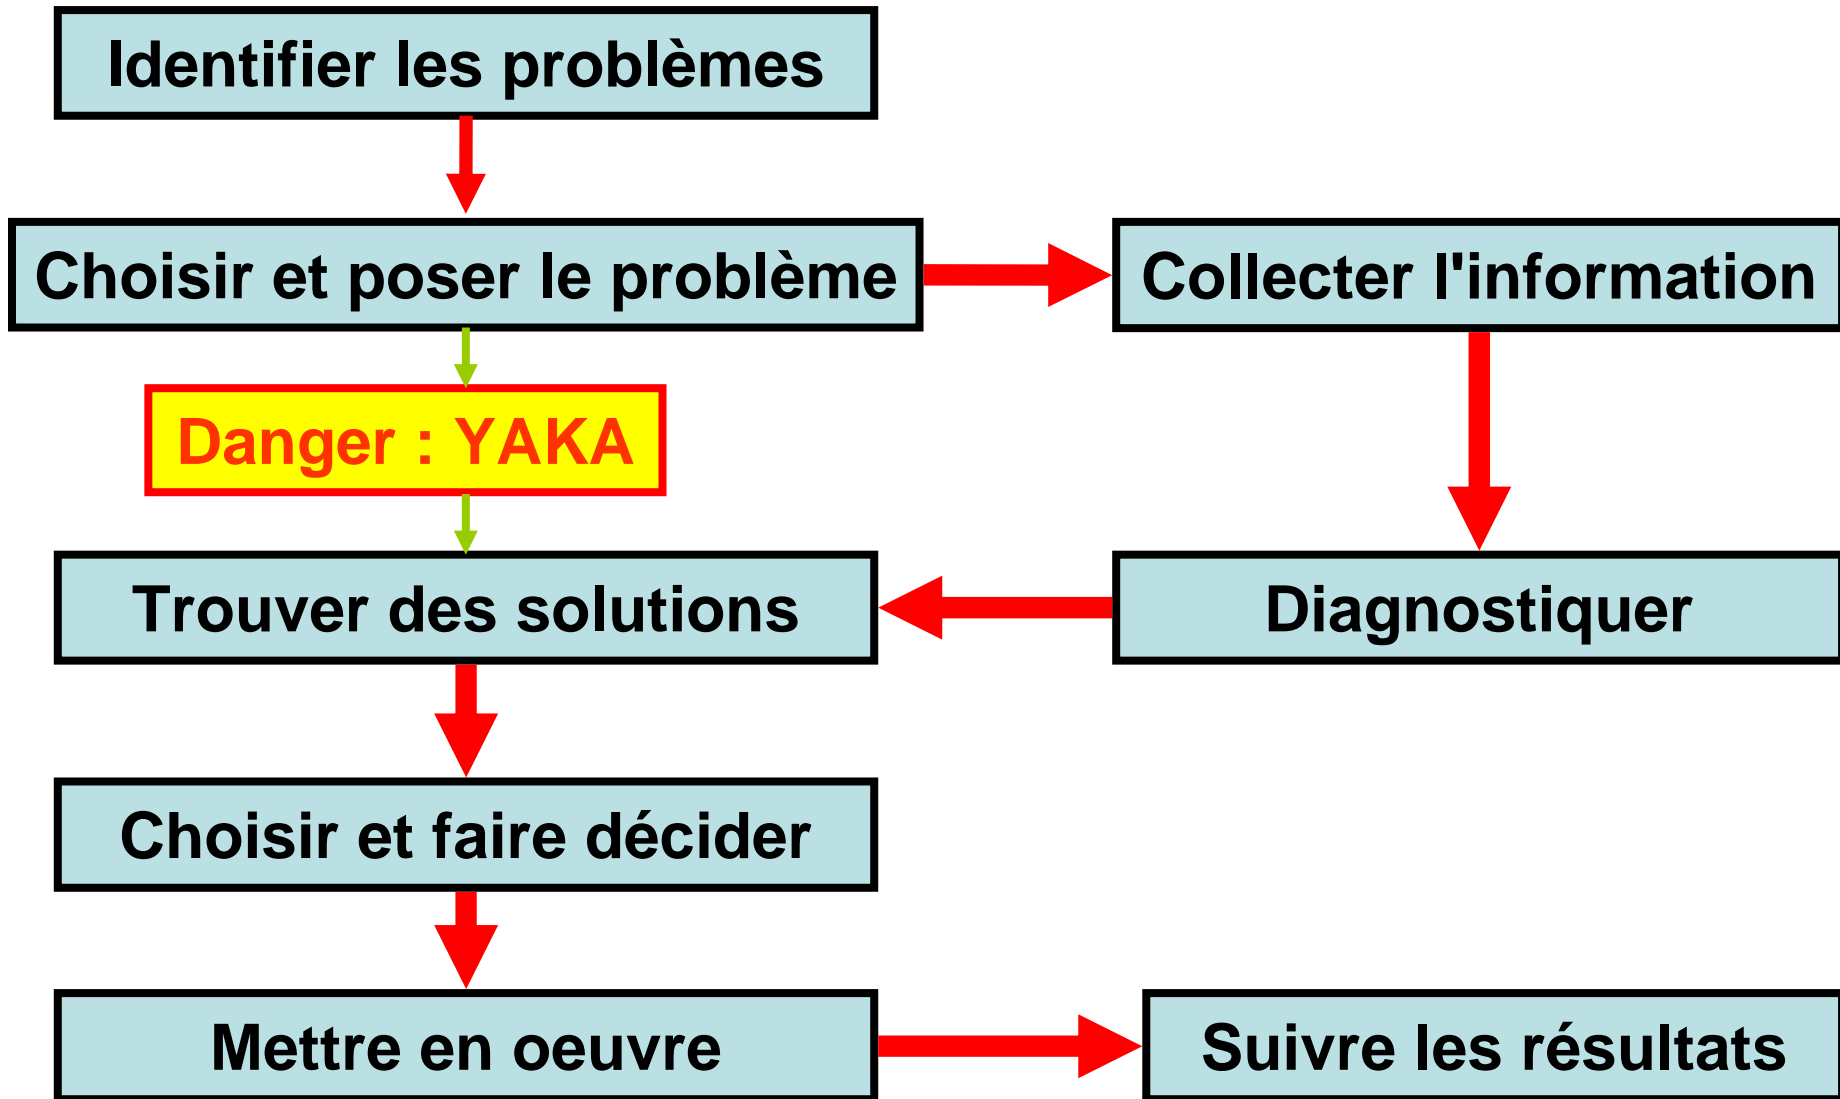 Identifier les problèmes
Choisir et poser le problème
Collecter l'information
Danger : YAKA
Trouver des solutions
Diagnostiquer
Choisir et faire décider
Mettre en oeuvre
Suivre les résultats